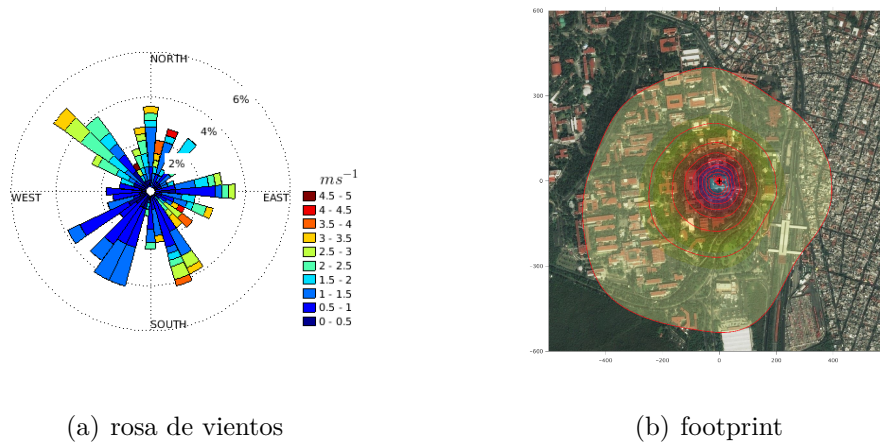 NORTH
6%
4%
2%
WEST
EAST
SOUTH
ms⁻¹
4.5 - 5
4 - 4.5
3.5 - 4
3 - 3.5
2.5 - 3
2 - 2.5
1.5 - 2
1 - 1.5
0.5 - 1
0 - 0.5
600
300
0
−300
−600
−400 −200 0 200 400
(a) rosa de vientos
(b) footprint